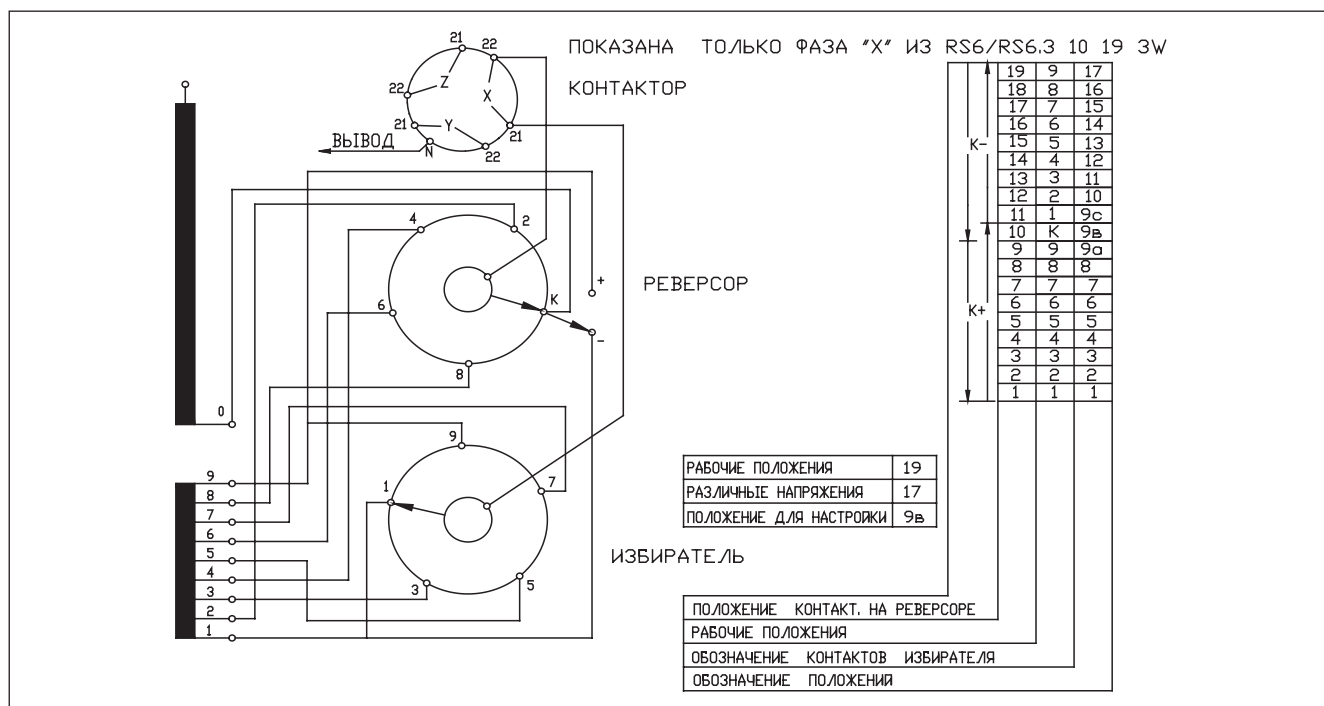 ПОКАЗАНА ТОЛЬКО ФАЗА "X" ИЗ RS6/RS6.3 10 19 3W
КОНТАКТОР
21
22
Z
22
X
21
Y
21
22
N
ВЫВОД
19 9 17
18 8 16
17 7 15
16 6 14
15 5 13
14 4 12
13 3 11
12 2 10
11 1 9c
10 K 9в
9 9 9a
8 8 8
7 7 7
6 6 6
5 5 5
4 4 4
3 3 3
2 2 2
1 1 1
K-
K+
4
2
6
K
8
+
-
РЕВЕРСОР
0
9
8
7
6
5
4
3
2
1
9
7
1
3
5
ИЗБИРАТЕЛЬ
РАБОЧИЕ ПОЛОЖЕНИЯ 19
РАЗЛИЧНЫЕ НАПРЯЖЕНИЯ 17
ПОЛОЖЕНИЕ ДЛЯ НАСТРОЙКИ 9в
ПОЛОЖЕНИЕ КОНТАКТ. НА РЕВЕРСОРЕ
РАБОЧИЕ ПОЛОЖЕНИЯ
ОБОЗНАЧЕНИЕ КОНТАКТОВ ИЗБИРАТЕЛЯ
ОБОЗНАЧЕНИЕ ПОЛОЖЕНИЙ